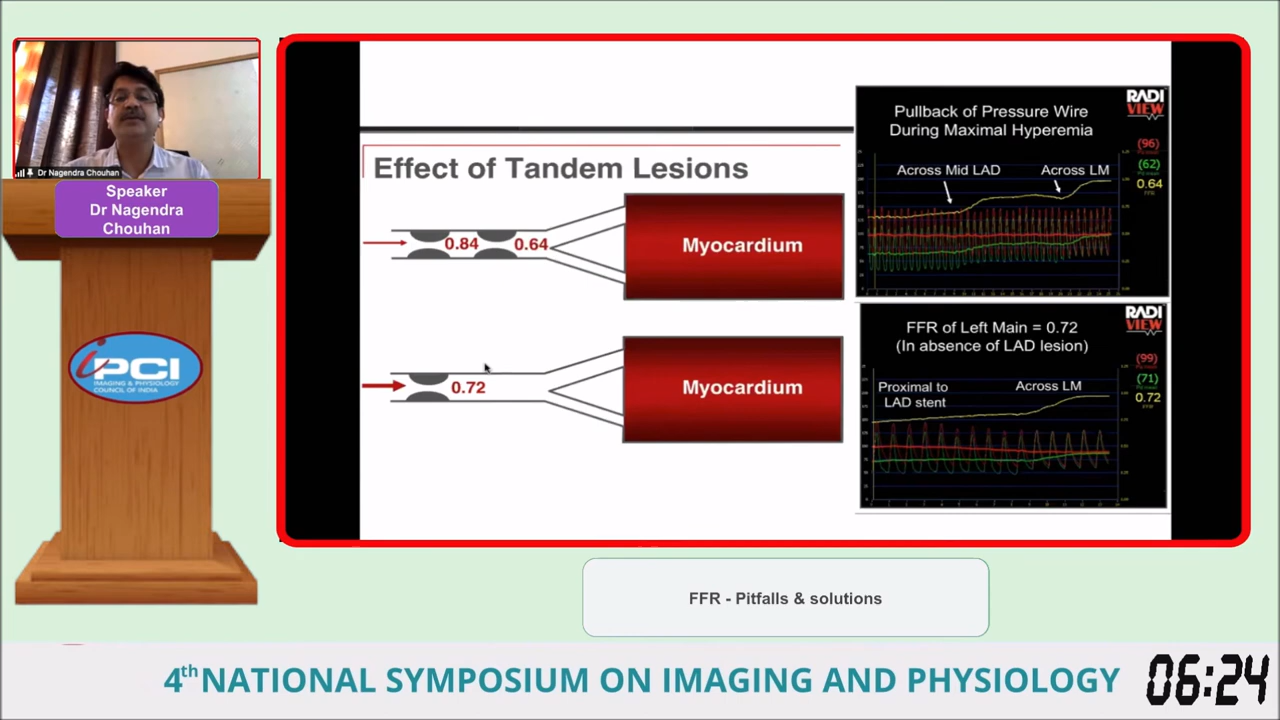 Dr Nagendra Chouhan
Speaker
Dr Nagendra
Chouhan
iPCI
IMAGING & PHYSIOLOGY
COUNCIL OF INDIA
Effect of Tandem Lesions
0.84
0.64
Myocardium
0.72
Myocardium
RADI
VIEW
Pullback of Pressure Wire
During Maximal Hyperemia
Across Mid LAD
Across LM
(96)
(62)
0.64
FFR
RADI
VIEW
FFR of Left Main = 0.72
(In absence of LAD lesion)
Proximal to
LAD stent
Across LM
(99)
(71)
0.72
FFR
FFR - Pitfalls & solutions
4th NATIONAL SYMPOSIUM ON IMAGING AND PHYSIOLOGY
06:24